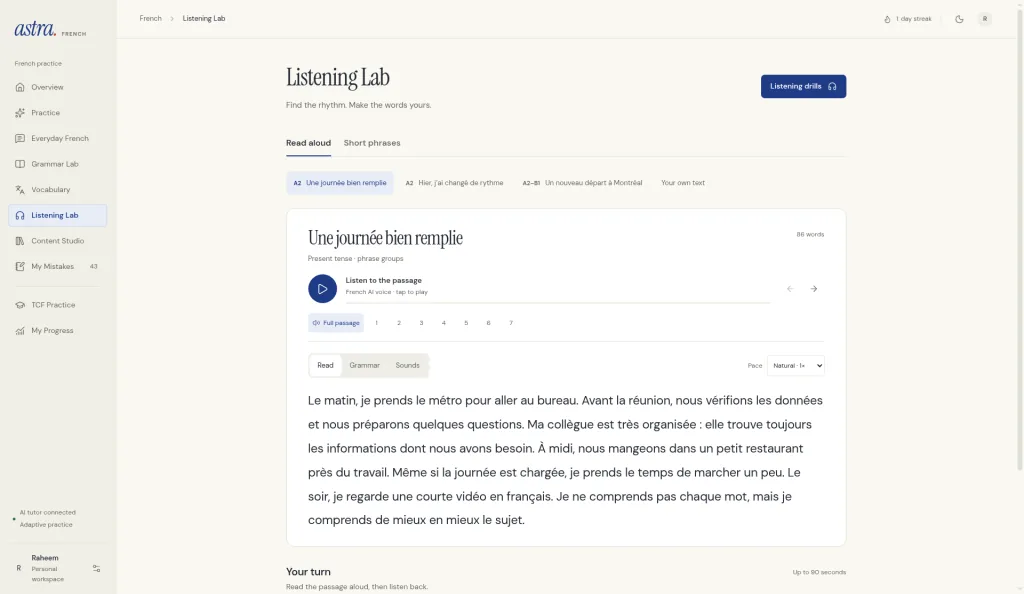 astra. FRENCH
French practice
Overview
Practice
Everyday French
Grammar Lab
Vocabulary
Listening Lab
Content Studio
My Mistakes 43
TCF Practice
My Progress
AI tutor connected
Adaptive practice
R
Raheem
Personal
workspace
French > Listening Lab
1 day streak
R
Listening Lab
Find the rhythm. Make the words yours.
Listening drills
Read aloud Short phrases
A2 Une journée bien remplie A2 Hier, j'ai changé de rythme A2–B1 Un nouveau départ à Montréal Your own text
Une journée bien remplie
86 words
Present tense · phrase groups
Listen to the passage
French AI voice · tap to play
← →
Full passage 1 2 3 4 5 6 7
Read Grammar Sounds
Pace Natural · 1×
Le matin, je prends le métro pour aller au bureau. Avant la réunion, nous vérifions les données
et nous préparons quelques questions. Ma collègue est très organisée : elle trouve toujours
les informations dont nous avons besoin. À midi, nous mangeons dans un petit restaurant
près du travail. Même si la journée est chargée, je prends le temps de marcher un peu. Le
soir, je regarde une courte vidéo en français. Je ne comprends pas chaque mot, mais je
comprends de mieux en mieux le sujet.
Your turn
Up to 90 seconds
Read the passage aloud, then listen back.